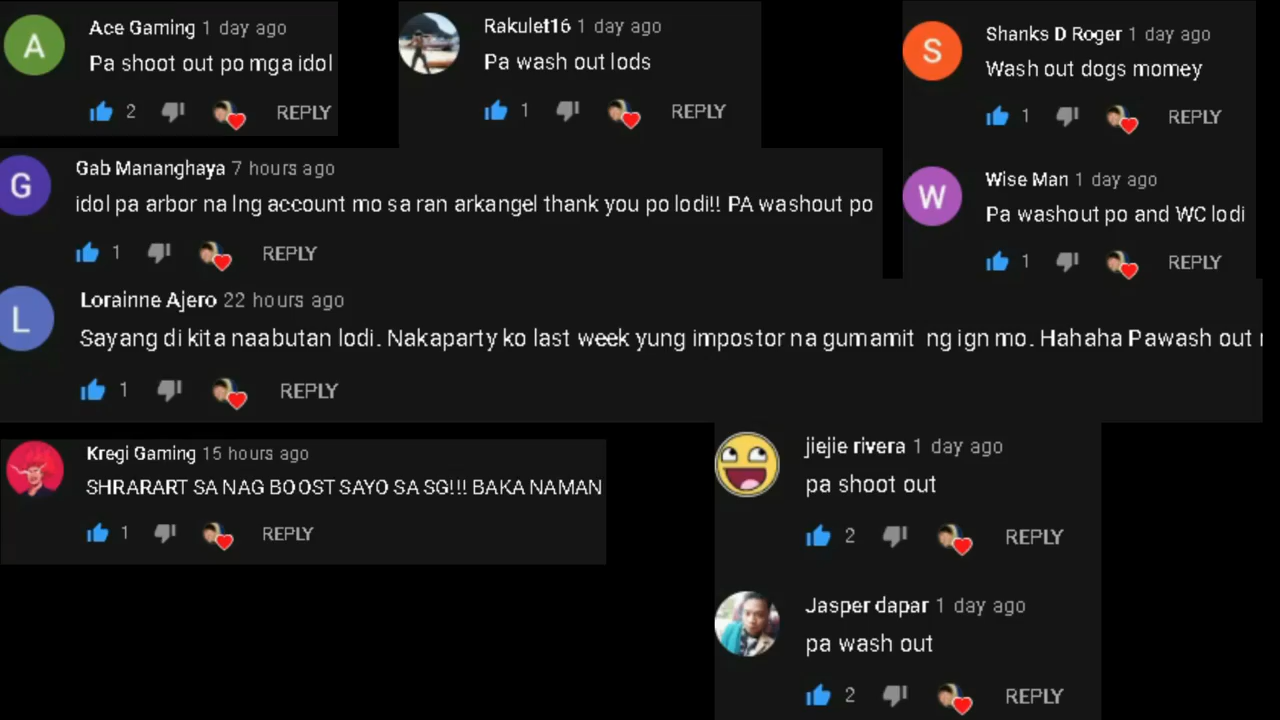 A
Ace Gaming 1 day ago
Pa shoot out po mga idol
2 REPLY
Rakulet16 1 day ago
Pa wash out lods
1 REPLY
S
Shanks D Roger 1 day ago
Wash out dogs momey
1 REPLY
G
Gab Mananghaya 7 hours ago
idol pa arbor na lng account mo sa ran arkangel thank you po lodi!! PA washout po
1 REPLY
W
Wise Man 1 day ago
Pa washout po and WC lodi
1 REPLY
L
Lorainne Ajero 22 hours ago
Sayang di kita naabutan lodi. Nakaparty ko last week yung impostor na gumamit ng ign mo. Hahaha Pawash out
1 REPLY
Kregi Gaming 15 hours ago
SHRARART SA NAG BOOST SAYO SA SG!!! BAKA NAMAN
1 REPLY
jiejie rivera 1 day ago
pa shoot out
2 REPLY
Jasper dapar 1 day ago
pa wash out
2 REPLY